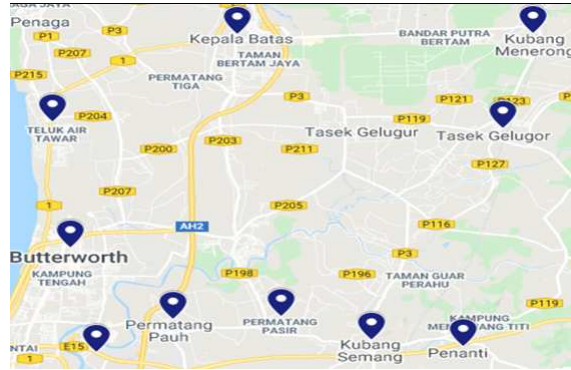 Penaga
P1
P3
Kepala Batas
BANDAR PUTRA
BERTAM
Kubang
Menerong
P207
1
TAMAN
BERTAM JAYA
P215
PERMATANG
TIGA
P3
P121
P123
TELUK AIR
TAWAR
P204
P119
Tasek Gelugur
Tasek Gelugor
P200
P203
P211
P127
P207
1
P205
AH2
P116
Butterworth
P3
KAMPUNG
TENGAH
P198
P196
TAMAN GUAR
PERAHU
P119
Permatang
Pauh
PERMATANG
PASIR
KAMPUNG
Kubang
Semang
Penanti
E15
1